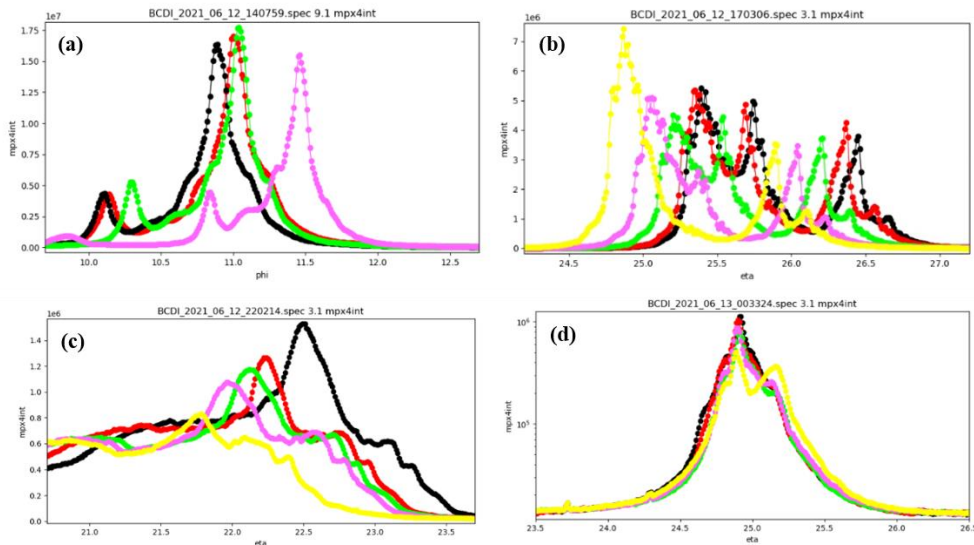 BCDI_2021_06_12_140759.spec 9.1 mpx4int
1e7
(a)
mpx4int
1.75
1.50
1.25
1.00
0.75
0.50
0.25
0.00
10.0 10.5 11.0 11.5 12.0 12.5
phi
BCDI_2021_06_12_170306.spec 3.1 mpx4int
1e6
(b)
mpx4int
7
6
5
4
3
2
1
0
24.5 25.0 25.5 26.0 26.5 27.0
eta
BCDI_2021_06_12_220214.spec 3.1 mpx4int
1e6
(c)
mpx4int
1.4
1.2
1.0
0.8
0.6
0.4
0.2
0.0
21.0 21.5 22.0 22.5 23.0 23.5
eta
BCDI_2021_06_13_003324.spec 3.1 mpx4int
(d)
mpx4int
10⁶
10⁵
23.5 24.0 24.5 25.0 25.5 26.0 26.5
eta